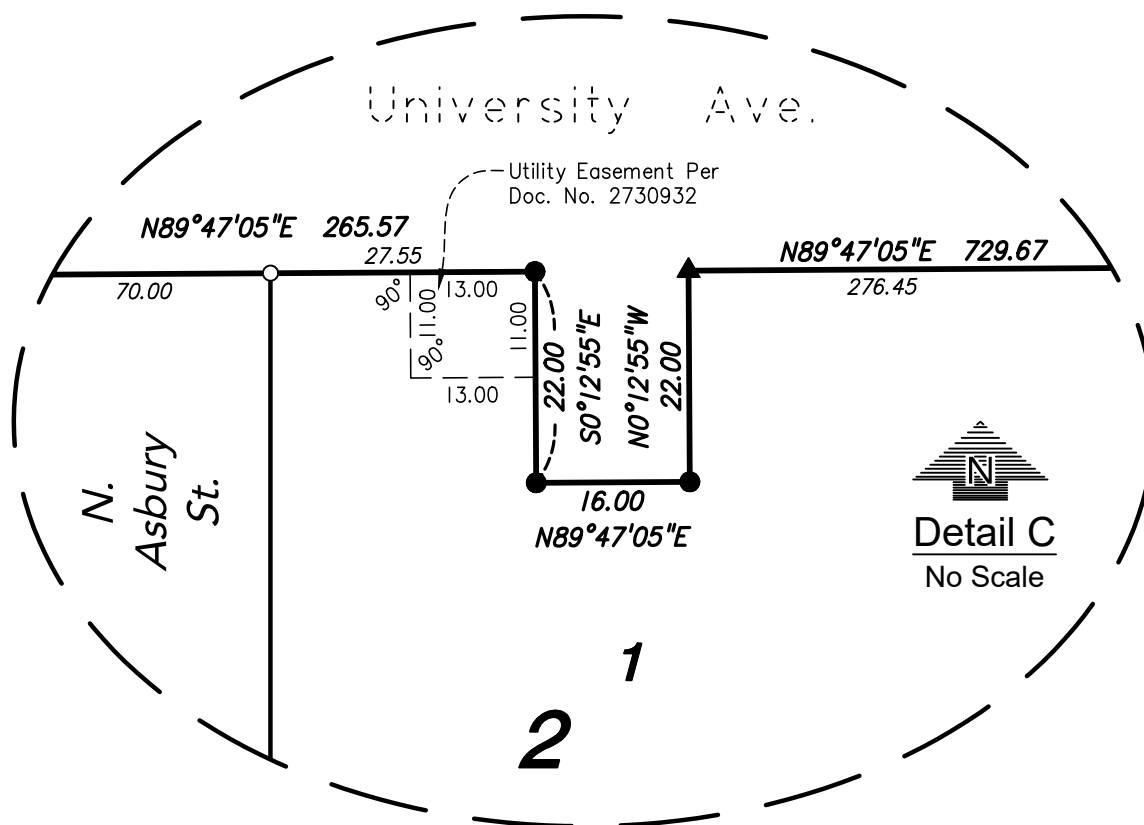 University Ave.
Utility Easement Per
Doc. No. 2730932
N89°47'05"E 265.57
27.55
70.00
90°
11.00
13.00
11.00
90°
13.00
22.00
S0°12'55"E
N0°12'55"W
22.00
N89°47'05"E 729.67
276.45
16.00
N89°47'05"E
N.
Asbury
St.
N
Detail C
No Scale
1
2